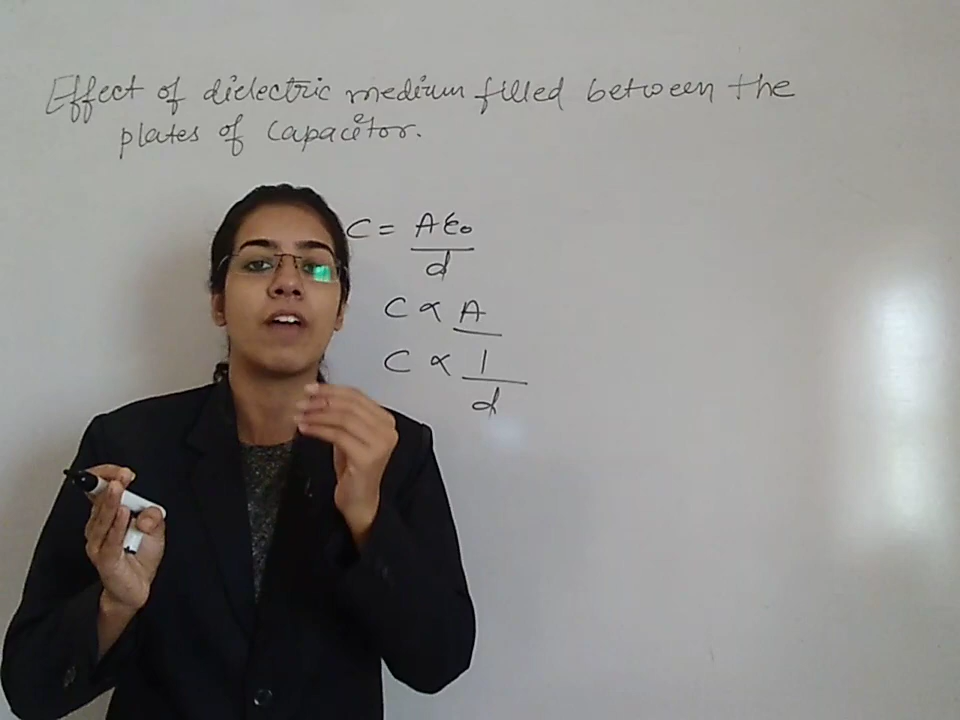 Effect of dielectric medium filled between the
plates of capacitor.
C = Aε₀
d
C ∝ A
C ∝ 1
d